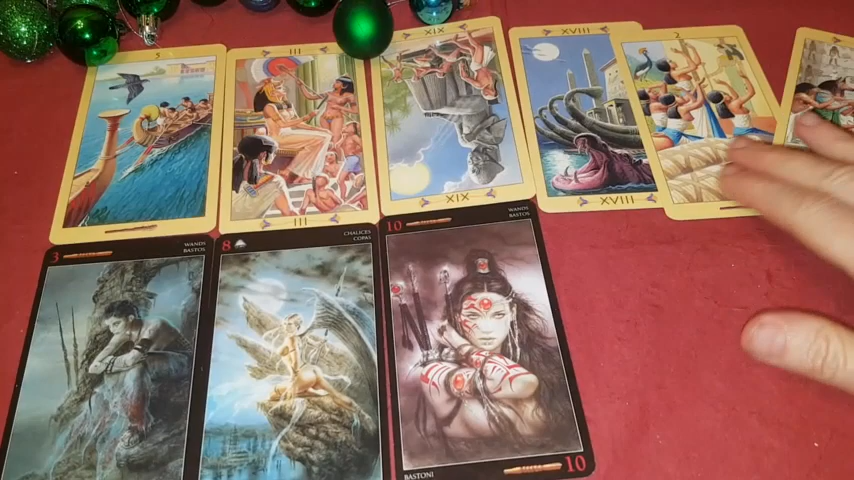 5
III
III
XIX
XIX
XVIII
XVIII
2
3
WANDS
BASTOS
8
CHALICES
COPAS
10
WANDS
BASTOS
BASTONI
10